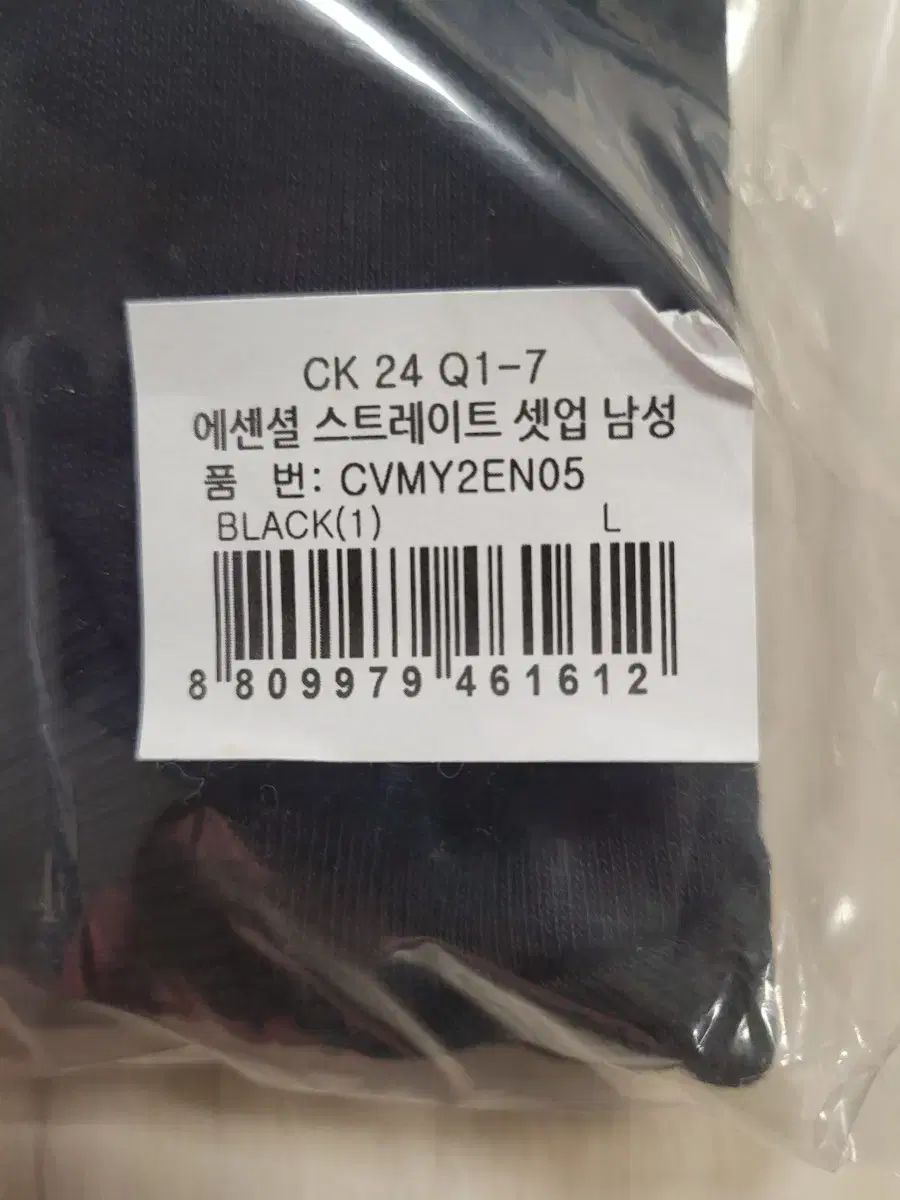 CK 24 Q1-7
에센셜 스트레이트 셋업 남성
품 번: CVMY2EN05
BLACK(1) L
8 809979 461612